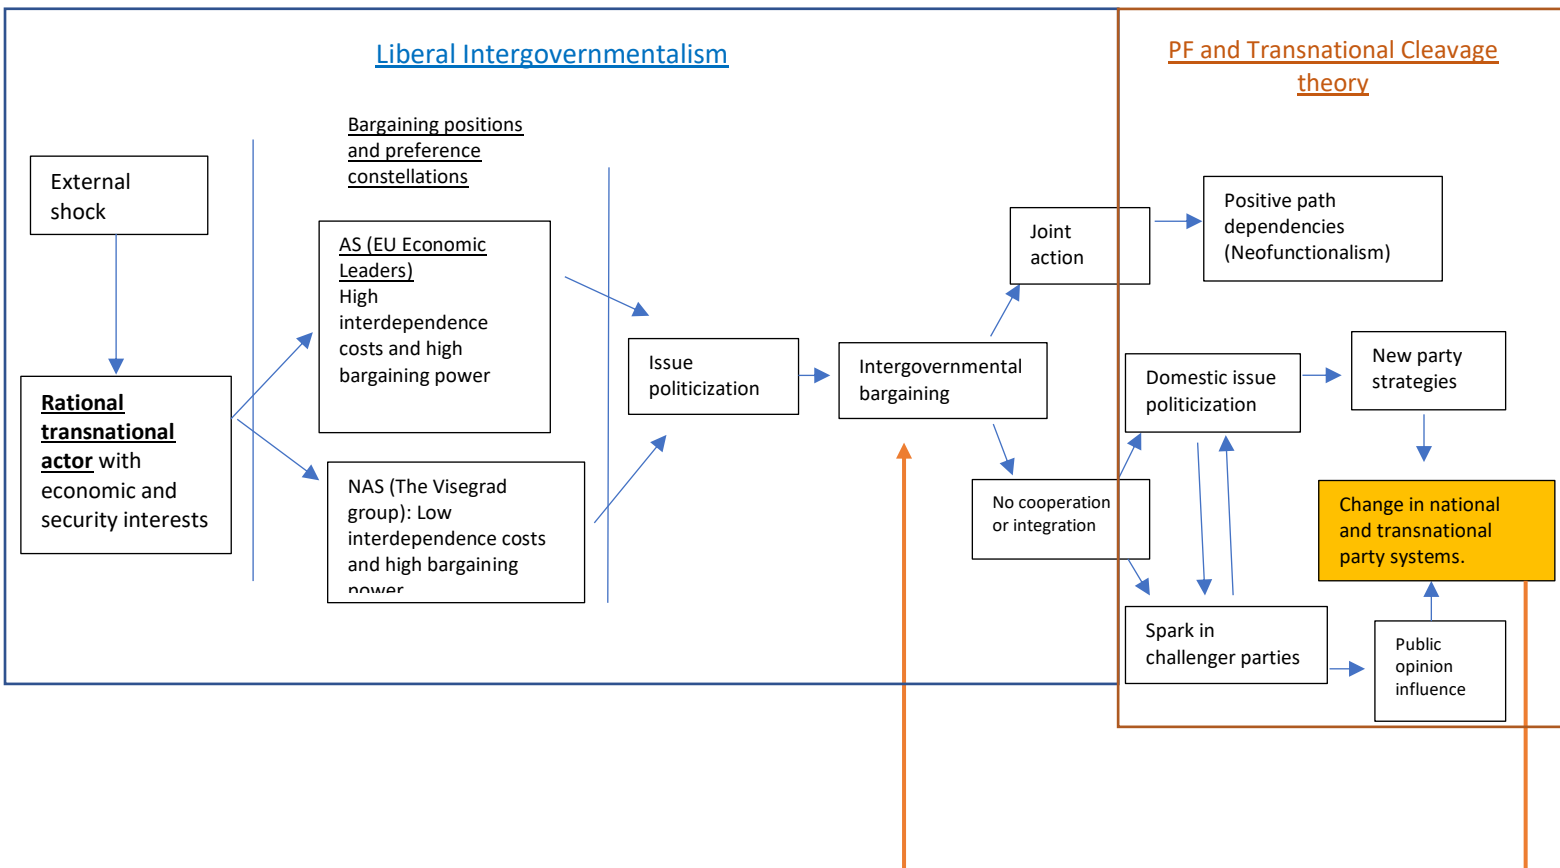 Liberal Intergovernmentalism
PF and Transnational Cleavage
theory
Bargaining positions
and preference
constellations
External
shock
Rational
transnational
actor with
economic and
security interests
AS (EU Economic
Leaders)
High
interdependence
costs and high
bargaining power
NAS (The Visegrad
group): Low
interdependence costs
and high bargaining
power
Issue
politicization
Intergovernmental
bargaining
Joint
action
No cooperation
or integration
Positive path
dependencies
(Neofunctionalism)
Domestic issue
politicization
New party
strategies
Change in national
and transnational
party systems.
Spark in
challenger parties
Public
opinion
influence